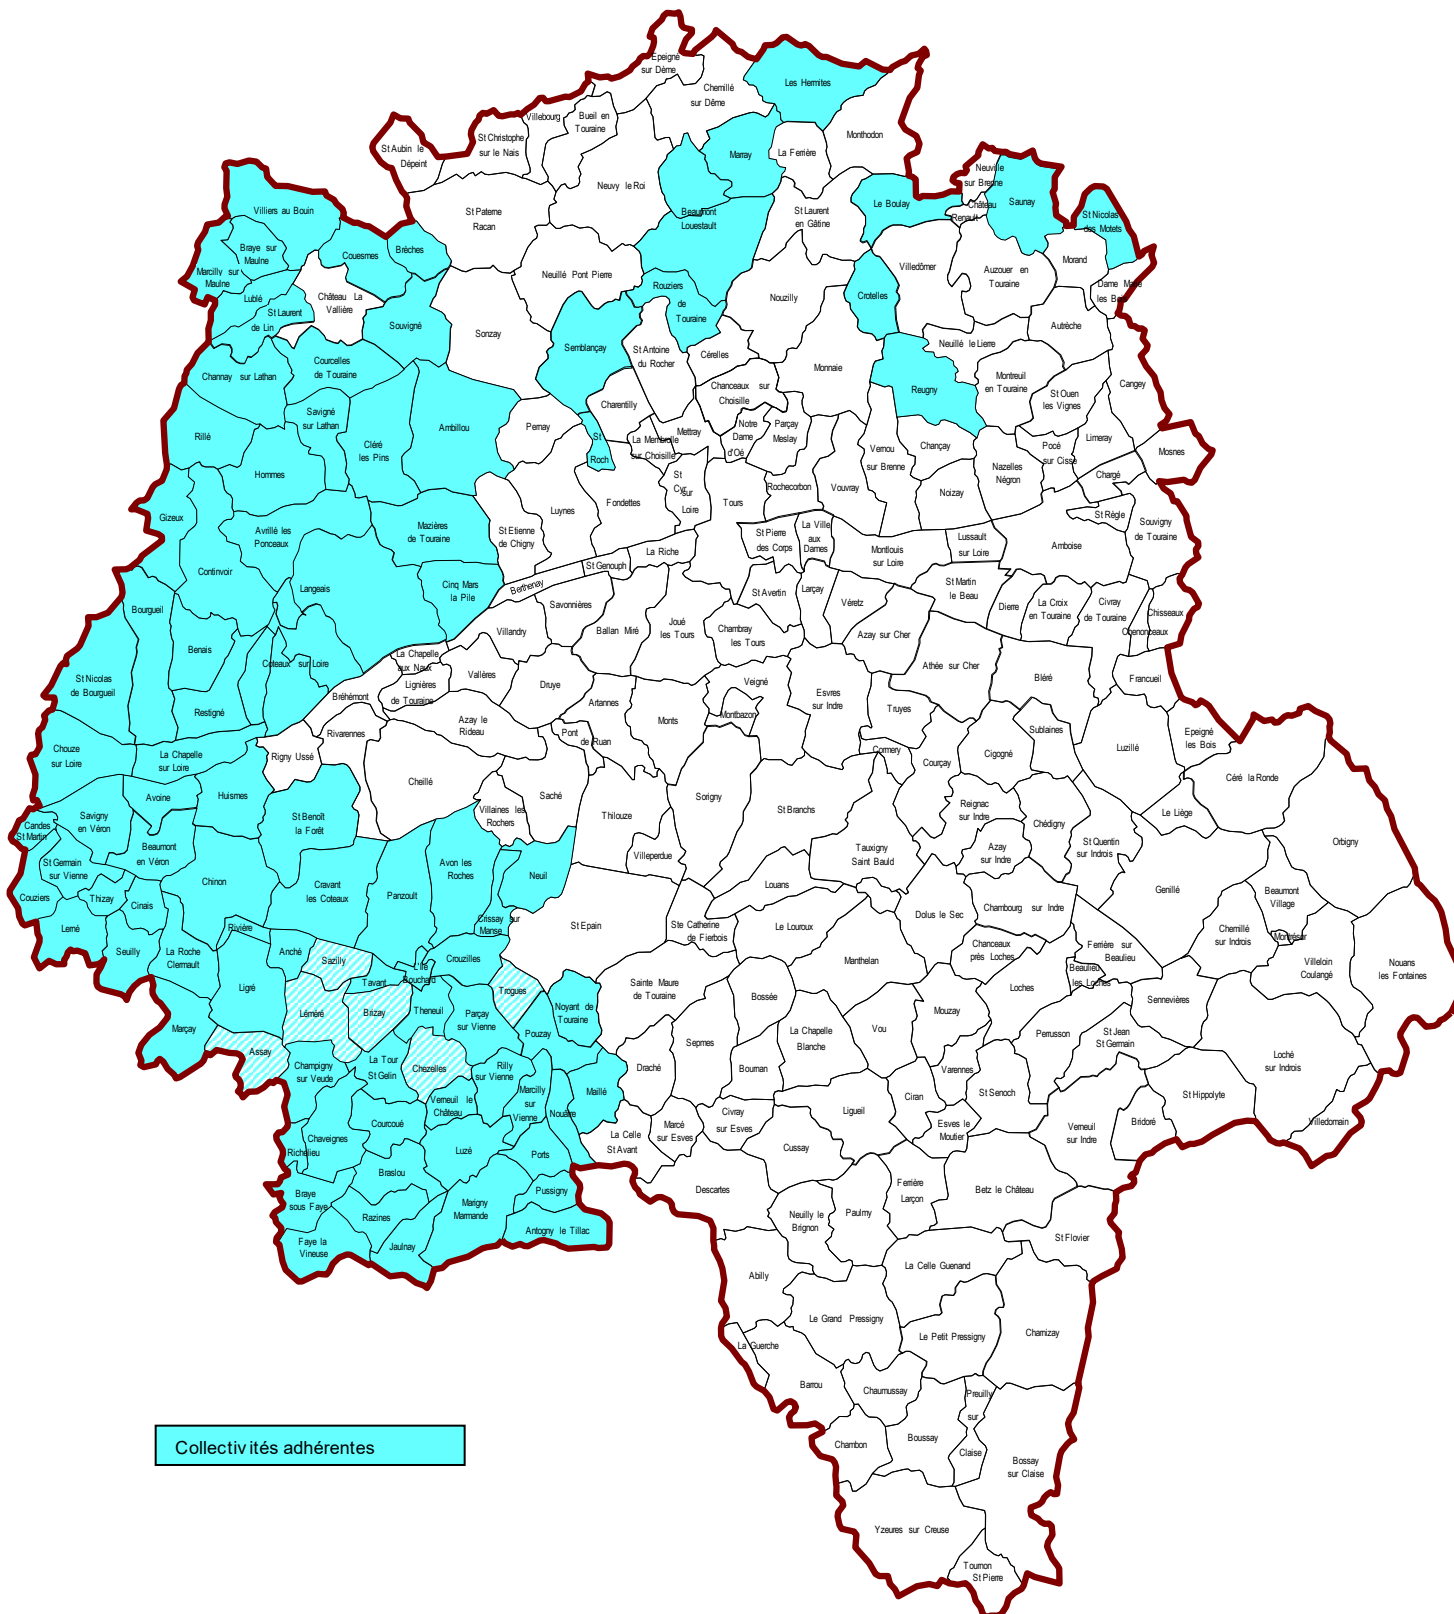 Epeigné
sur Dême
Chemillé
sur Dême
Les Hermites
Villebourg
Bueil en
Touraine
St Christophe
sur le Nais
St Aubin le
Dépeint
Marray
La Ferrière
Monthodon
Neuvy le Roi
Neuville
sur Brenne
Château
Renault
Saunay
Le Boulay
St Nicolas
des Motets
Villiers au Bouin
St Paterne
Racan
Beaumont
Louestault
St Laurent
en Gâtine
Braye sur
Maulne
Couesmes
Brèches
Marcilly sur
Maulne
Neuillé Pont Pierre
Villedômer
Auzouer en
Touraine
Morand
Dame Marie
les Bois
Lublé
Château La
Vallière
Rouziers
de
Touraine
Nouzilly
Crotelles
St Laurent
de Lin
Souvigné
Sonzay
Semblançay
St Antoine
du Rocher
Cérelles
Autrèche
Neuillé le Lierre
Courcelles
de Touraine
Channay sur Lathan
Monnaie
Reugny
Montreuil
en Touraine
St Ouen
les Vignes
Cangey
Chanceaux sur
Choisille
Charentilly
Savigné
sur Lathan
Ambillou
Pernay
Rillé
Cléré
les Pins
St
Roch
La Membrolle
sur Choisille
Mettray
Notre
Dame
d'Oé
Parçay
Meslay
Vernou
sur Brenne
Chançay
Pocé
sur Cisse
Limeray
Mosnes
Hommes
Nazelles
Négron
Chargé
Luynes
Fondettes
St
Cyr
sur
Loire
Tours
Rochecorbon
Vouvray
Noizay
Gizeux
Avrillé les
Ponceaux
Mazières
de Touraine
St Etienne
de Chigny
St Règle
Souvigny
de Touraine
St Pierre
des Corps
La Ville
aux
Dames
Montlouis
sur Loire
Lussault
sur Loire
Amboise
La Riche
St Genouph
Berthenay
Continvoir
Langeais
Cinq Mars
la Pile
St Avertin
Larçay
Véretz
St Martin
le Beau
Dierre
La Croix
en Touraine
Civray
de Touraine
Chisseaux
Chenonceaux
Bourgueil
Savonnières
Villandry
Ballan Miré
Joué
les Tours
Chambray
les Tours
Azay sur Cher
Benais
Coteaux sur Loire
La Chapelle
aux Naux
Vallères
Lignières
de Touraine
Druye
Athée sur Cher
Bléré
Francueil
St Nicolas
de Bourgueil
Restigné
Bréhémont
Artannes
Monts
Veigné
Montbazon
Esvres
sur Indre
Truyes
Azay le
Rideau
Rivarennes
Pont
de Ruan
Sublaines
Luzillé
Epeigné
les Bois
Chouze
sur Loire
La Chapelle
sur Loire
Rigny Ussé
Cormery
Courçay
Cigogné
Céré la Ronde
Cheillé
Avoine
Huismes
Saché
Sorigny
St Branchs
Reignac
sur Indre
Chédigny
Le Liège
Candes
St Martin
Savigny
en Véron
St Benoît
la Forêt
Villaines les
Rochers
Thilouze
Orbigny
Beaumont
en Véron
Villeperdue
Tauxigny
Saint Bauld
Azay
sur Indre
St Quentin
sur Indrois
St Germain
sur Vienne
Avon les
Roches
Neuil
Couziers
Thizay
Cinais
Chinon
Cravant
les Coteaux
Panzoult
Louans
Genillé
Beaumont
Village
Lerné
Seuilly
Rivière
Crissay sur
Manse
St Epain
Ste Catherine
de Fierbois
Le Louroux
Dolus le Sec
Chambourg sur Indre
Chemillé
sur Indrois
Montrésor
La Roche
Clermault
Anché
Sazilly
Tavant
L'Ile
Bouchard
Crouzilles
Manthelan
Chanceaux
près Loches
Ferrière sur
Beaulieu
Villeloin
Coulangé
Nouans
les Fontaines
Ligré
Trogues
Sainte Maure
de Touraine
Bossée
Loches
Beaulieu
les Loches
Sennevières
Léméré
Brizay
Theneuil
Parçay
sur Vienne
Noyant de
Touraine
Marçay
Pouzay
Sepmes
La Chapelle
Blanche
Vou
Mouzay
Perrusson
St Jean
St Germain
Assay
Champigny
sur Veude
La Tour
St Gelin
Chezelles
Rilly
sur Vienne
Draché
Bournan
Varennes
Loché
sur Indrois
Verneuil le
Château
Marcilly
sur
Vienne
Maillé
Nouâtre
Ciran
St Senoch
St Hippolyte
Villedomain
Courcoué
Ligueil
Esves le
Moutier
Verneuil
sur Indre
Bridoré
Chaveignes
Richelieu
Luzé
Ports
La Celle
St Avant
Marcé
sur Esves
Civray
sur Esves
Cussay
Braslou
Braye
sous Faye
Razines
Marigny
Marmande
Pussigny
Antogny le Tillac
Descartes
Ferrière
Larçon
Betz le Château
Faye la
Vineuse
Jaulnay
Neuilly le
Brignon
Paulmy
St Flovier
Abilly
La Celle Guenand
Le Grand Pressigny
Le Petit Pressigny
Charnizay
La Guerche
Barrou
Chaumussay
Preuilly
sur
Claise
Chambon
Boussay
Bossay
sur Claise
Collectivités adhérentes
Yzeures sur Creuse
Tournon
St Pierre